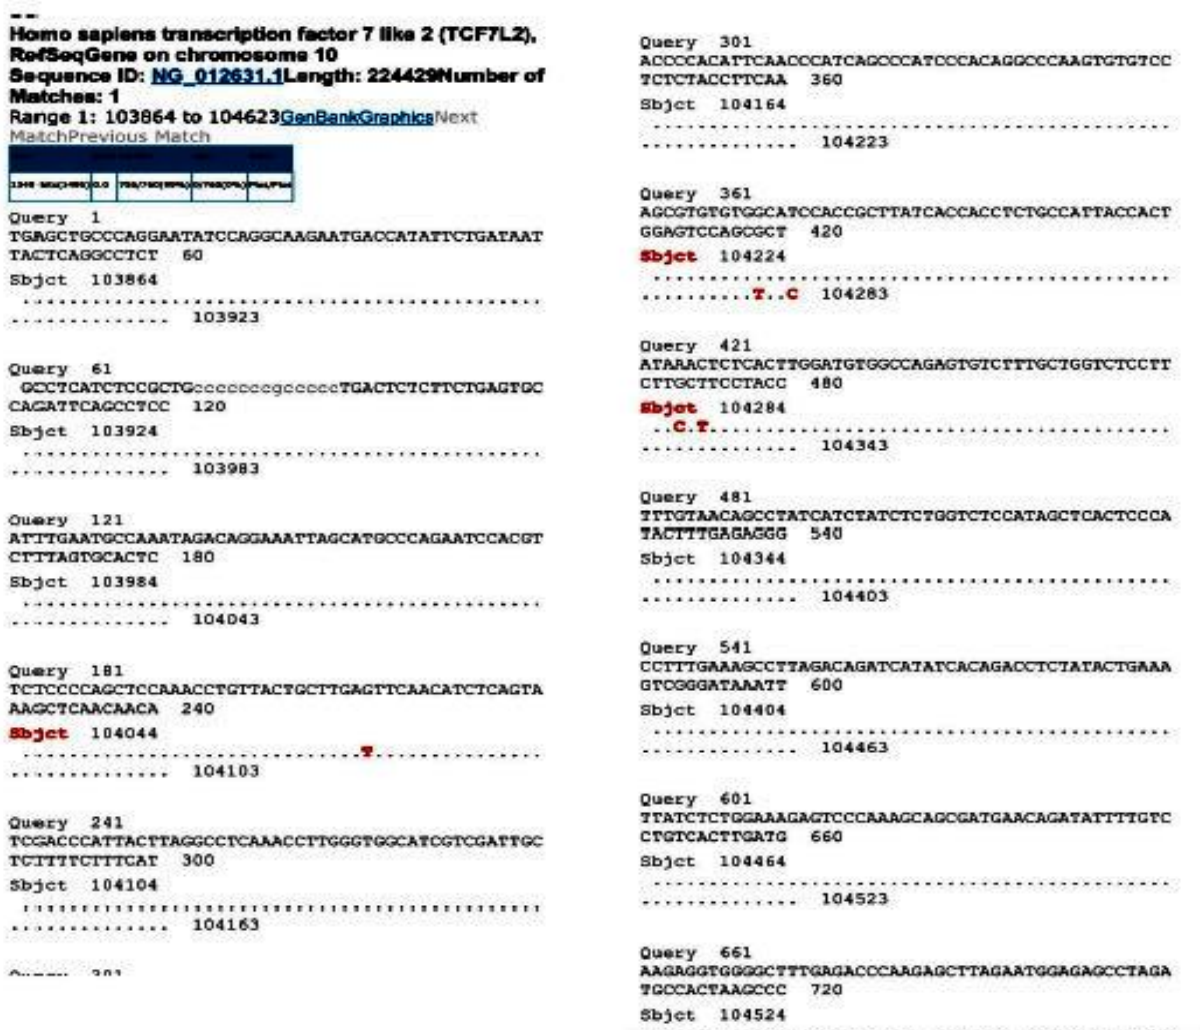 Homo sapiens transcription factor 7 like 2 (TCF7L2),
RefSeqGene on chromosome 10
Sequence ID: NG_012631.1Length: 224429Number of
Matches: 1
Range 1: 103864 to 104623GenBankGraphicsNext
MatchPrevious Match
Query 1
TGAGCTGCCCAGGAATATCCAGGCAAGAATGACCATATTCTGATAAT
TACTCAGGCCTCT 60
Sbjct 103864
...............................................
............. 103923
Query 61
GCCTCATCTCCGCTGcccccccgccccccTGACTCTCTTCTGAGTGC
CAGATTCAGCCTCC 120
Sbjct 103924
...............................................
............. 103983
Query 121
ATTTGAATGCCAAATAGACAGGAAATTAGCATGCCCAGAATCCACGT
CTTTAGTGCACTC 180
Sbjct 103984
...............................................
............. 104043
Query 181
TCTCCCCAGCTCCAAACCTGTTACTGCTTGAGTTCAACATCTCAGTA
AAGCTCAACAACA 240
Sbjct 104044
...............................T...............
............. 104103
Query 241
TCGACCCATTACTTAGGCCTCAAACCTTGGGTGGCATCGTCGATTGC
TCTTTTCTTTCAT 300
Sbjct 104104
...............................................
............. 104163
Query 301
ACCCCACATTCAACCCATCAGCCCATCCCACAGGCCCAAGTGTGTCC
TCTCTACCTTCAA 360
Sbjct 104164
...............................................
............. 104223
Query 361
AGCGTGTGTGGCATCCACCGCTTATCACCACCTCTGCCATTACCACT
GGAGTCCAGCGCT 420
Sbjct 104224
...............................................
..........T..C 104283
Query 421
ATAAACTCTCACTTGGATGTGGCCAGAGTGTCTTTGCTGGTCTCCTT
CTTGCTTCCTACC 480
Sbjct 104284
..C.T..........................................
............. 104343
Query 481
TTTGTAACAGCCTATCATCTATCTCTGGTCTCCATAGCTCACTCCCA
TACTTTGAGAGGG 540
Sbjct 104344
...............................................
............. 104403
Query 541
CCTTTGAAAGCCTTAGACAGATCATATCACAGACCTCTATACTGAAA
GTCGGGATAAATT 600
Sbjct 104404
...............................................
............. 104463
Query 601
TTATCTCTGGAAAGAGTCCCAAAGCAGCGATGAACAGATATTTTGTC
CTGTCACTTGATG 660
Sbjct 104464
...............................................
............. 104523
Query 661
AAGAGGTGGGGCTTTGAGACCCAAGAGCTTAGAATGGAGAGCCTAGA
TGCCACTAAGCCC 720
Sbjct 104524